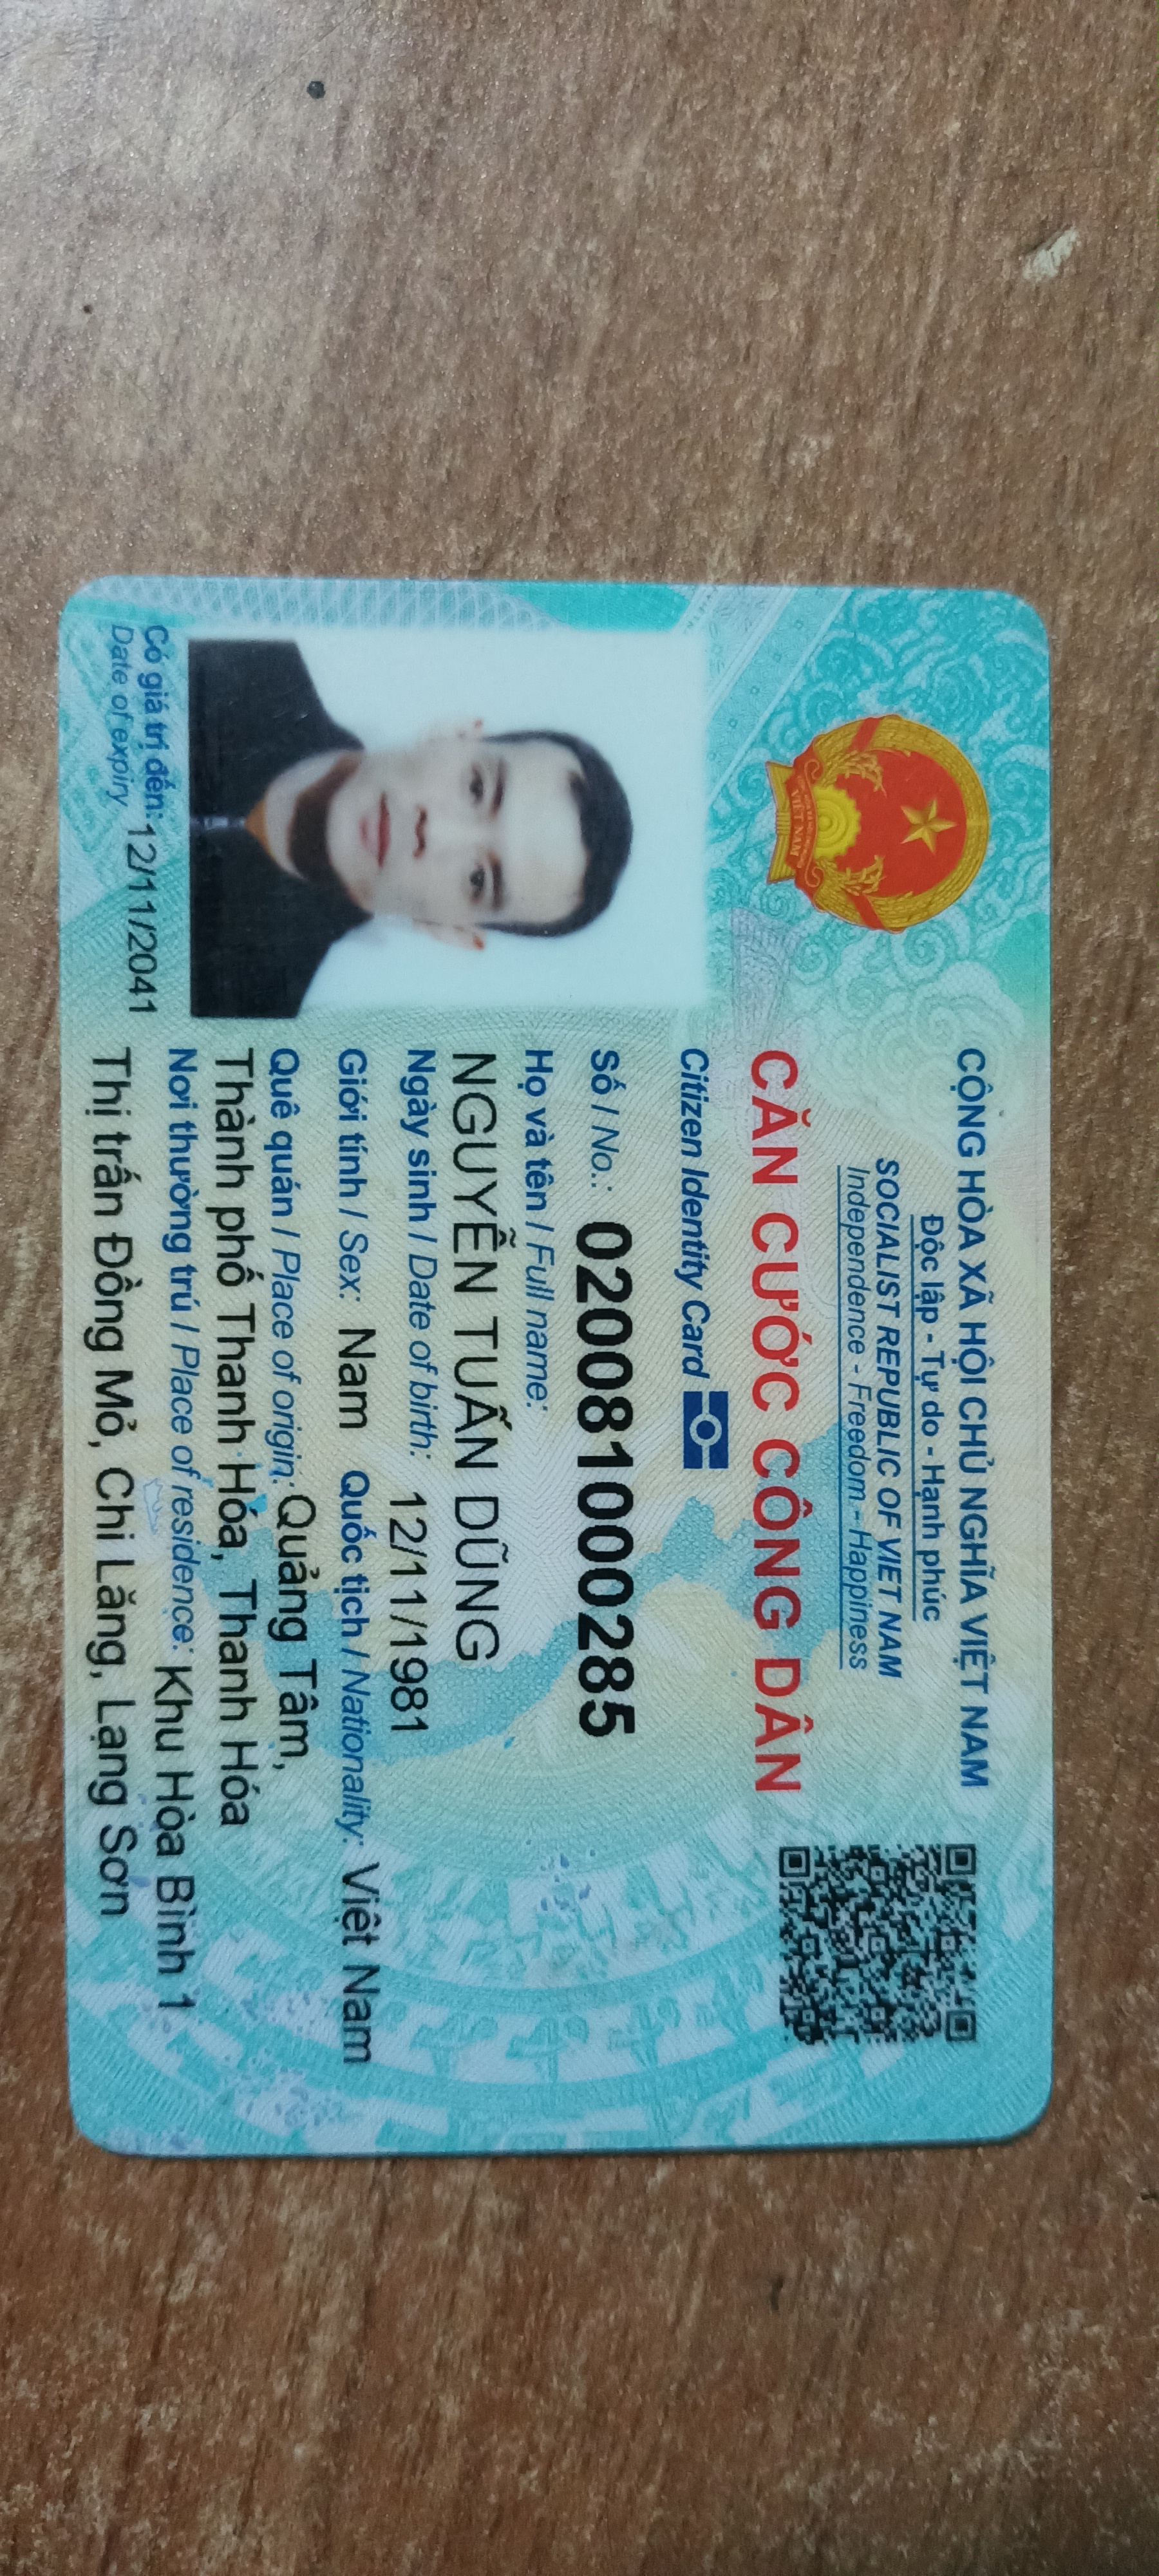 CỘNG HÒA XÃ HỘI CHỦ NGHĨA VIỆT NAM
Độc lập - Tự do - Hạnh phúc
SOCIALIST REPUBLIC OF VIET NAM
Independence - Freedom - Happiness
CĂN CƯỚC CÔNG DÂN
Citizen Identity Card
Số / No.: 020081000285
Họ và tên / Full name:
NGUYỄN TUẤN DŨNG
Ngày sinh / Date of birth: 12/11/1981
Giới tính / Sex: Nam Quốc tịch / Nationality: Việt Nam
Quê quán / Place of origin: Quảng Tâm,
Thành phố Thanh Hóa, Thanh Hóa
Nơi thường trú / Place of residence: Khu Hòa Bình 1
Thị trấn Đồng Mỏ, Chi Lăng, Lạng Sơn
Có giá trị đến: 12/11/2041
Date of expiry
VIỆT NAM